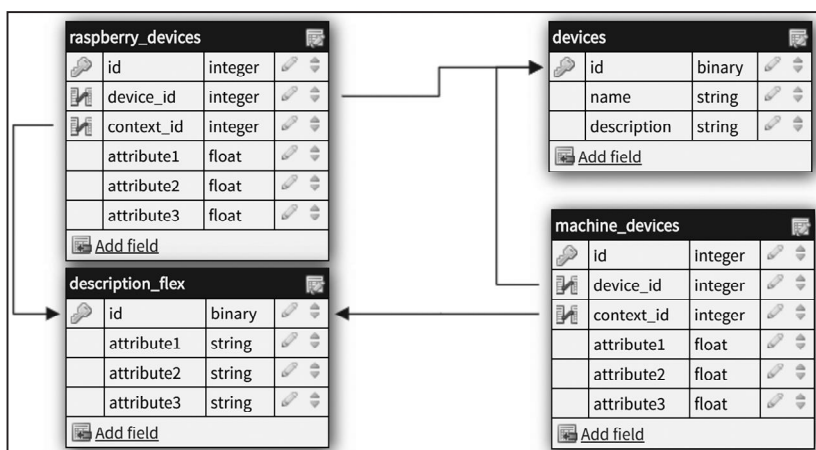 raspberry_devices
id integer
device_id integer
context_id integer
attribute1 float
attribute2 float
attribute3 float
Add field
description_flex
id binary
attribute1 string
attribute2 string
attribute3 string
Add field
devices
id binary
name string
description string
Add field
machine_devices
id integer
device_id integer
context_id integer
attribute1 float
attribute2 float
attribute3 float
Add field